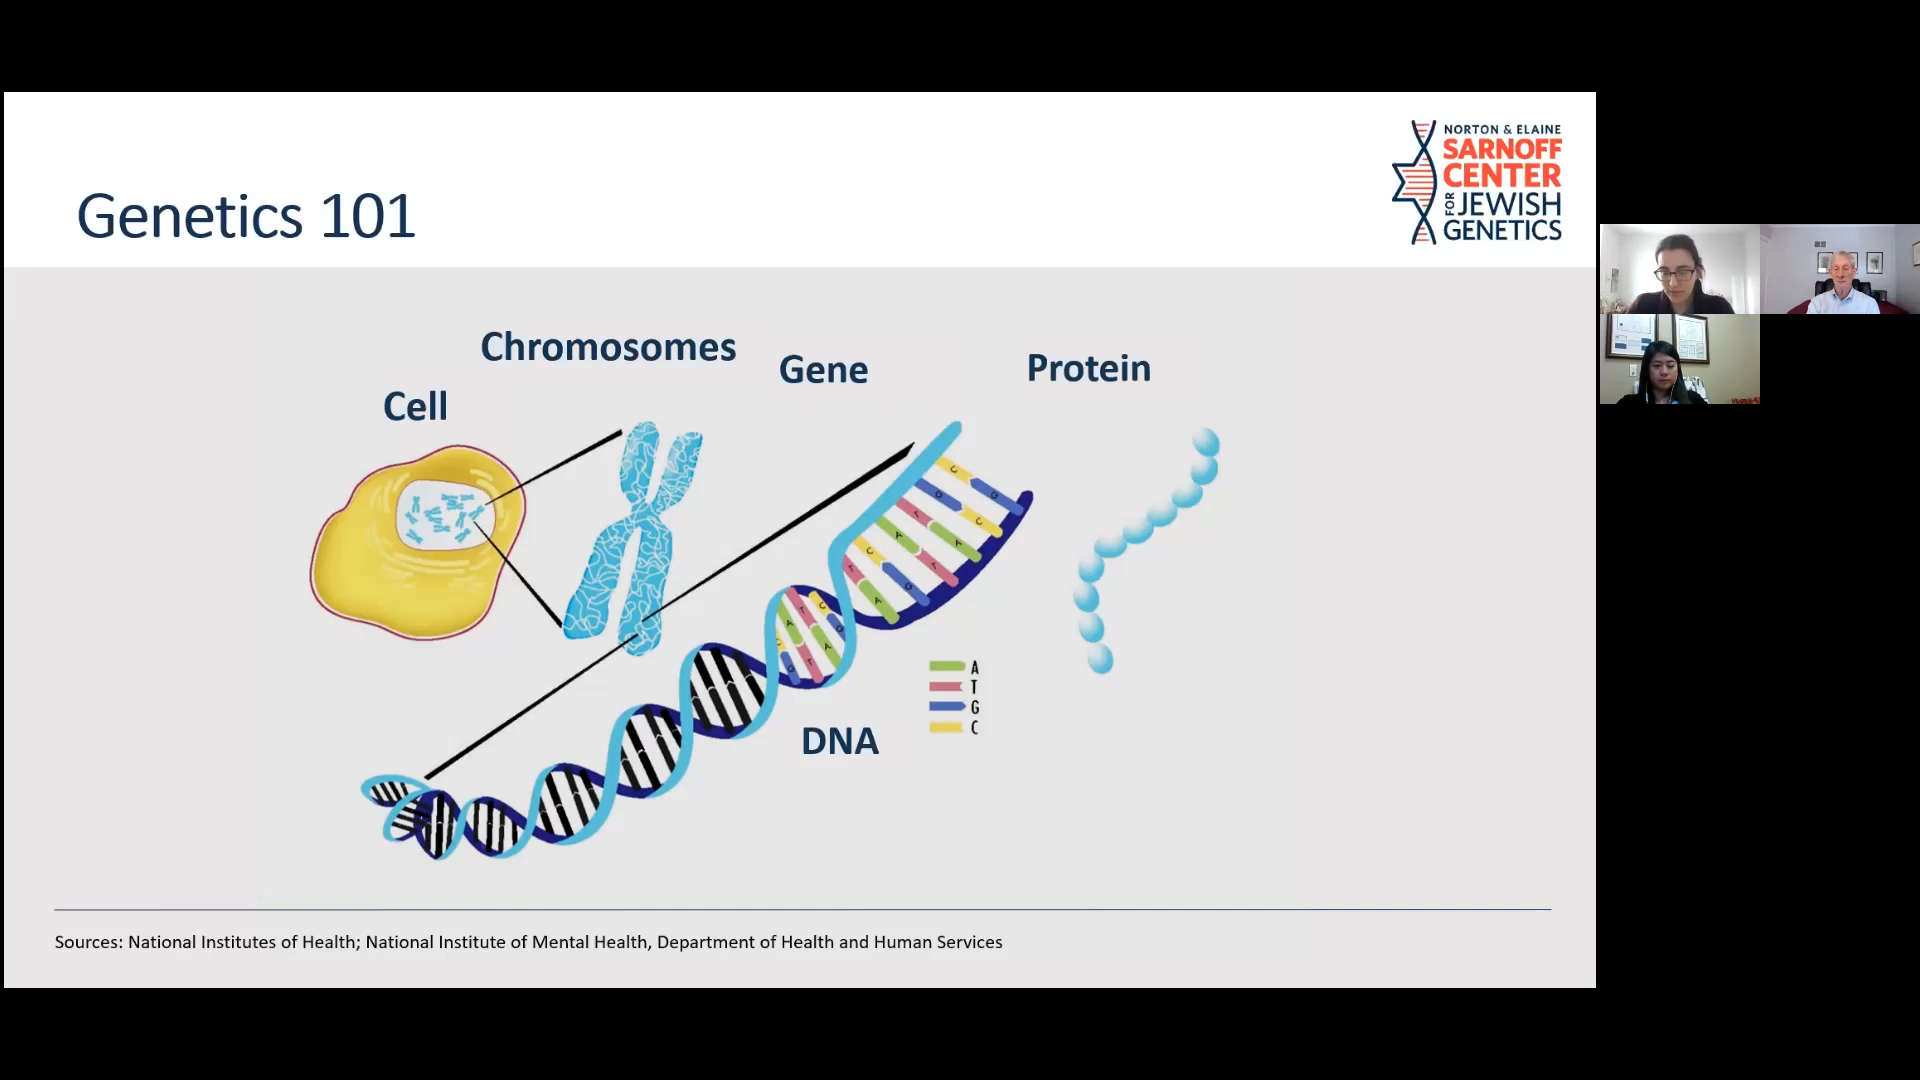 NORTON & ELAINE
SARNOFF
CENTER
FOR JEWISH
GENETICS
Genetics 101
Chromosomes
Gene
Protein
Cell
C
G
G
T
C
A
A
C
T
T
G
A
T
C
A
G
A
C
T
G
A
T
G
C
DNA
Sources: National Institutes of Health; National Institute of Mental Health, Department of Health and Human Services